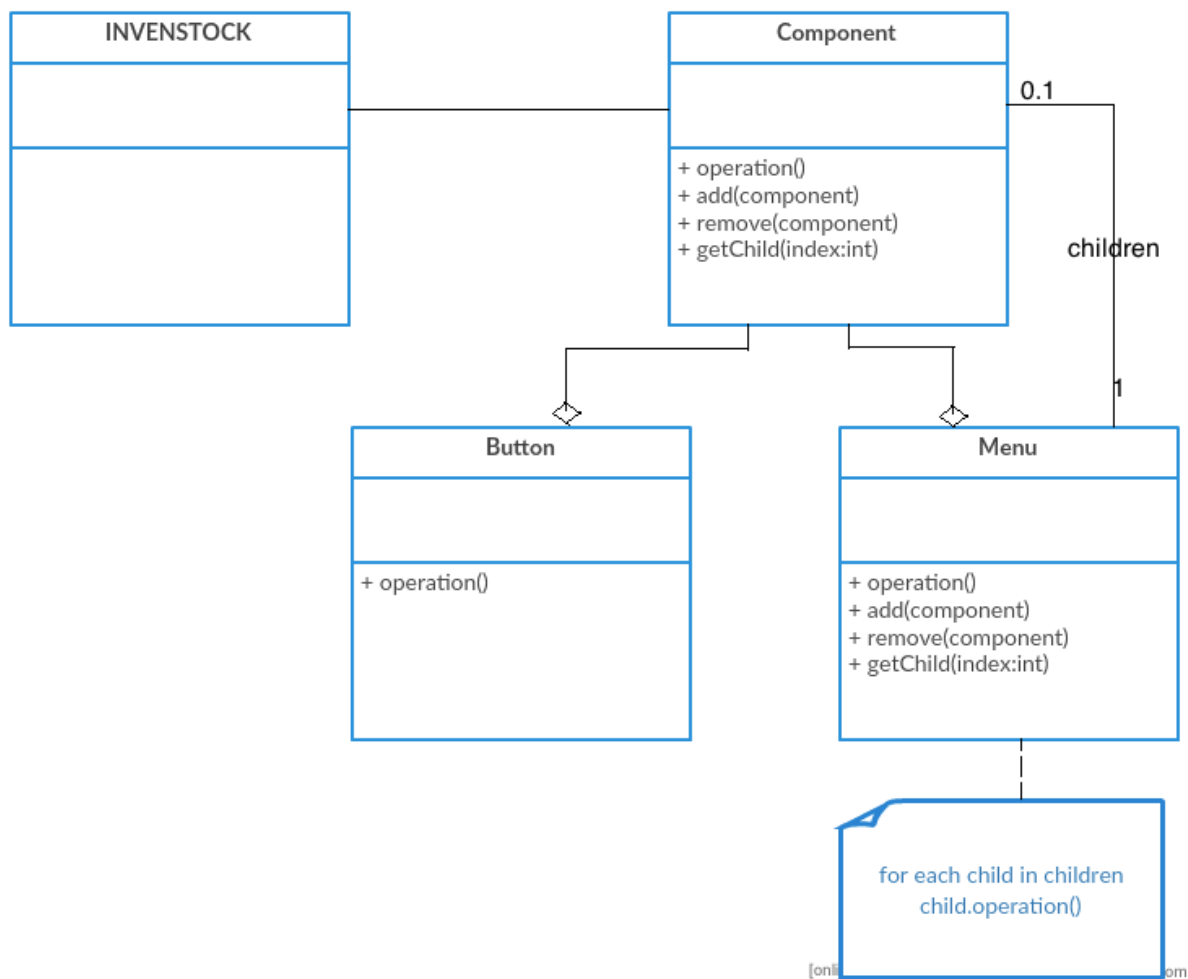 INVENSTOCK
Component
0.1
+ operation()
+ add(component)
+ remove(component)
+ getChild(index:int)
children
1
Button
Menu
+ operation()
+ operation()
+ add(component)
+ remove(component)
+ getChild(index:int)
for each child in children
child.operation()